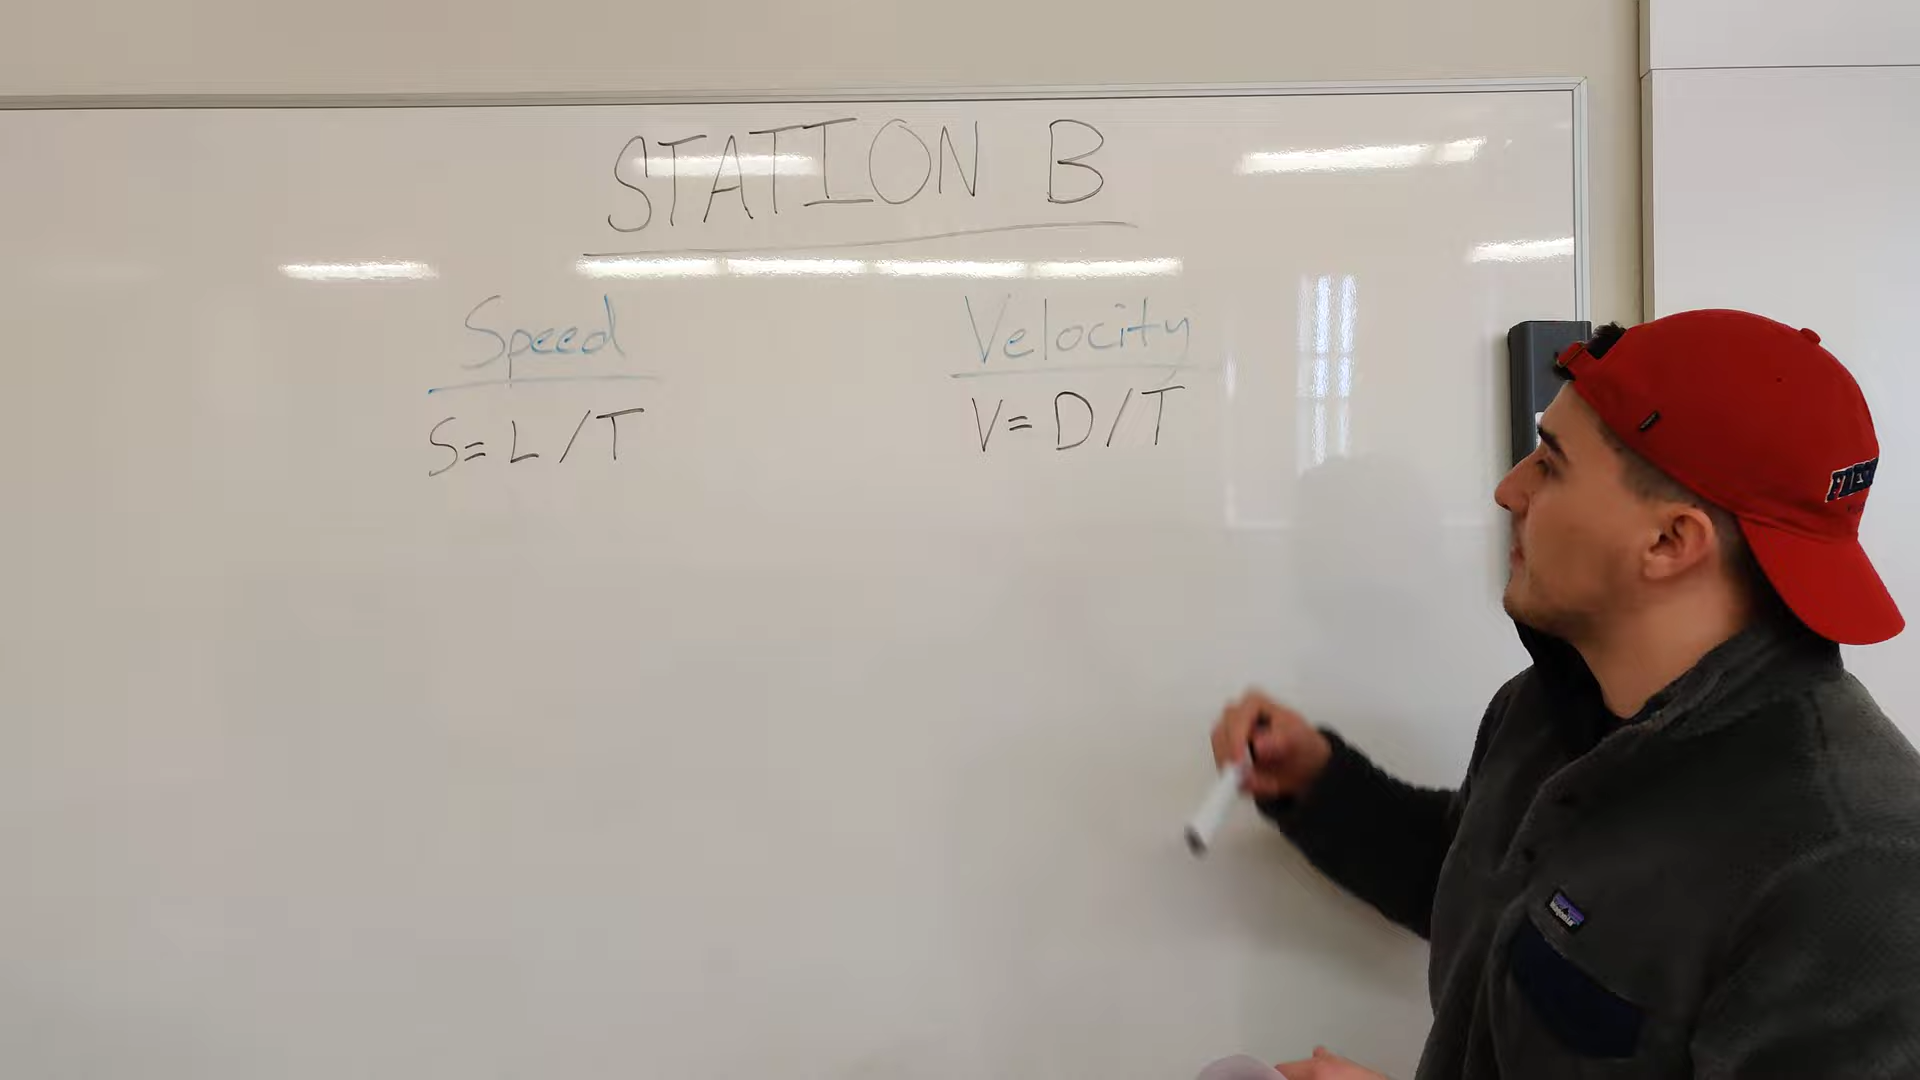 STATION B
Speed Velocity
S= L/T V= D/T